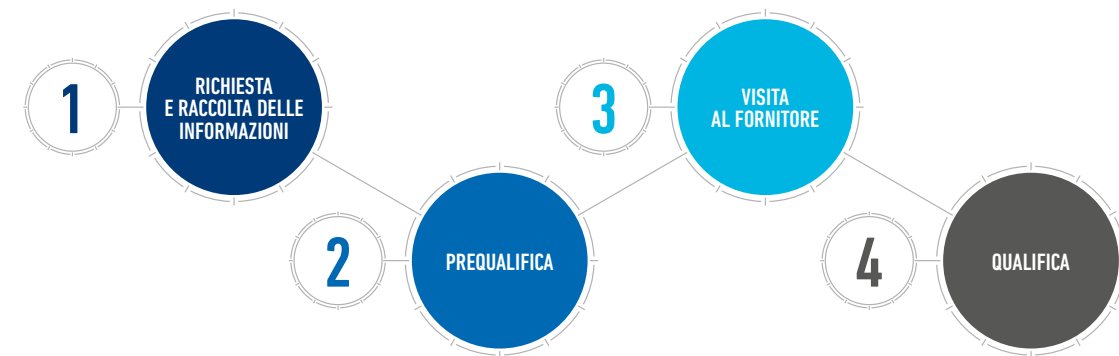 1
RICHIESTA
E RACCOLTA DELLE
INFORMAZIONI
2
PREQUALIFICA
3
VISITA
AL FORNITORE
4
QUALIFICA